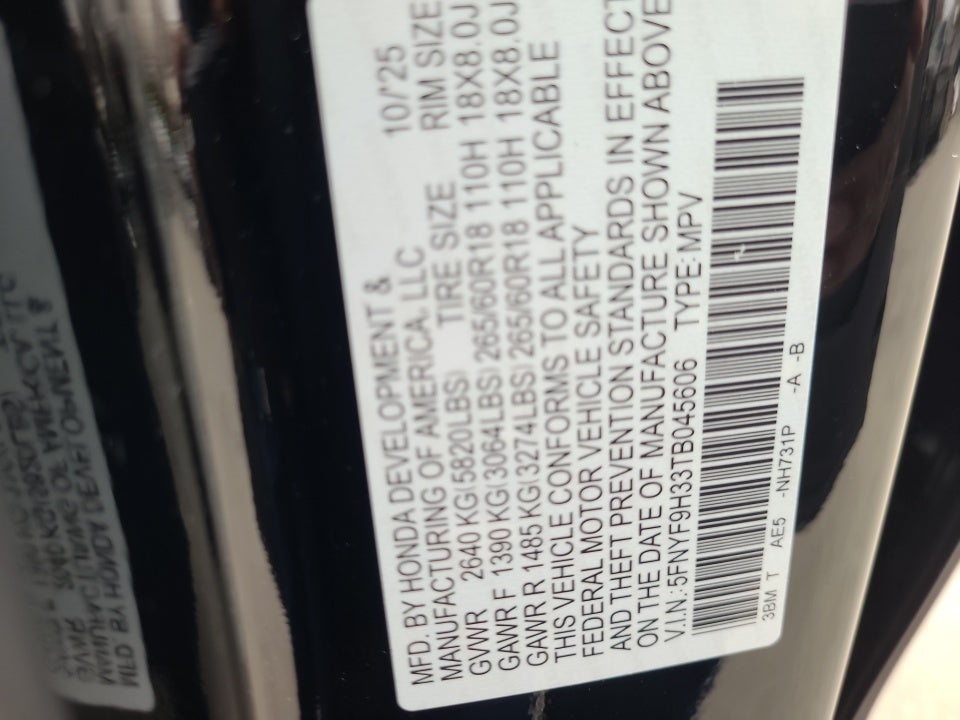 MFD. BY HONDA DEVELOPMENT &
MANUFACTURING OF AMERICA, LLC 10/'25
GVWR 2640 KG(5820LBS) TIRE SIZE RIM SIZE
GAWR F 1390 KG(3064LBS) 265/60R18 110H 18X8.0J
GAWR R 1485 KG(3274LBS) 265/60R18 110H 18X8.0J
THIS VEHICLE CONFORMS TO ALL APPLICABLE
FEDERAL MOTOR VEHICLE SAFETY
AND THEFT PREVENTION STANDARDS IN EFFECT
ON THE DATE OF MANUFACTURE SHOWN ABOVE
V.I.N.:5FNYF9H33TB045606 TYPE:MPV
3BM T AE5 -NH731P -A -B